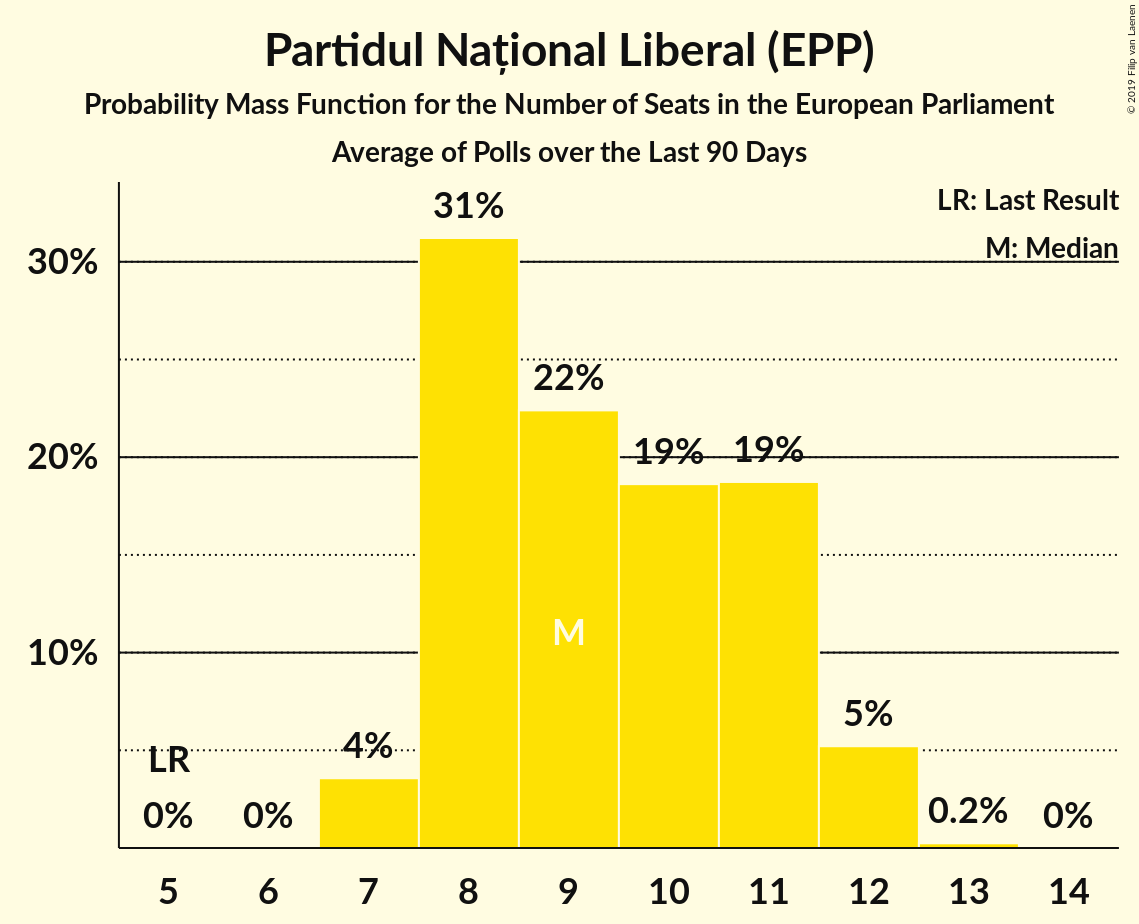 Partidul Național Liberal (EPP)
Probability Mass Function for the Number of Seats in the European Parliament
Average of Polls over the Last 90 Days
© 2019 Filip van Laenen
LR: Last Result
M: Median
30%
20%
10%
LR
0%
0%
4%
31%
22%
19%
19%
5%
0.2%
0%
M
5 6 7 8 9 10 11 12 13 14